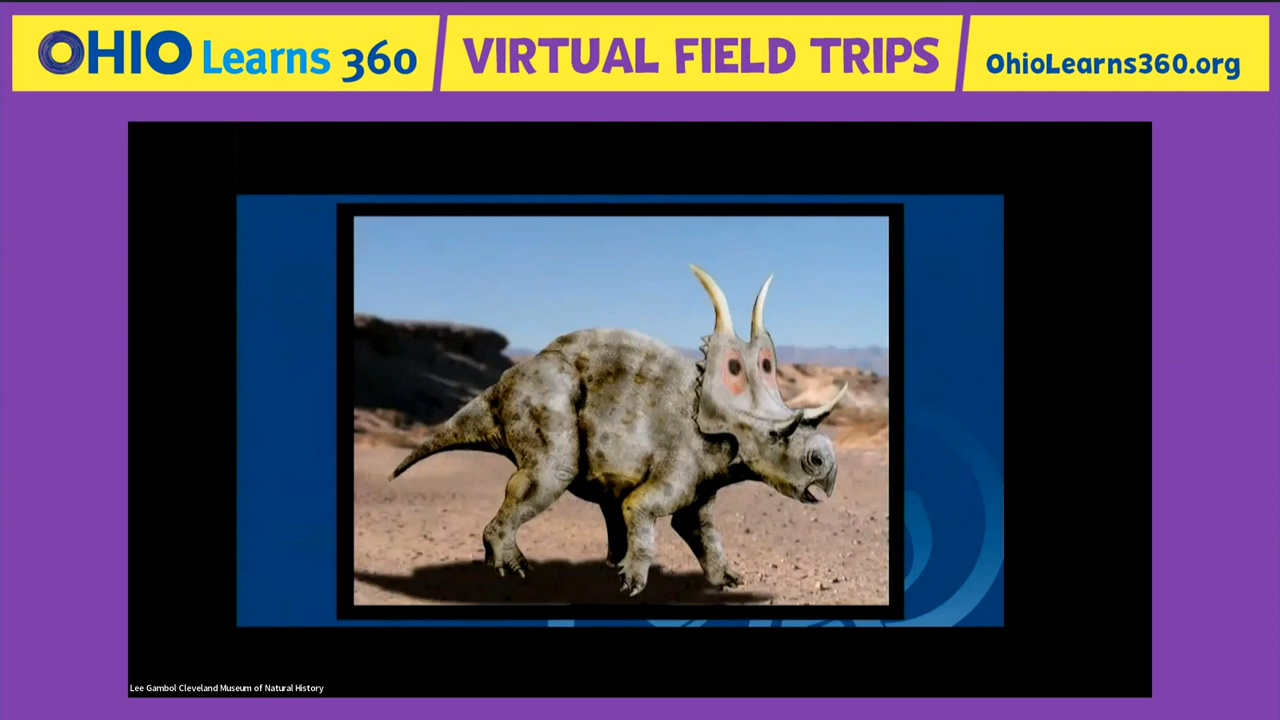 OHIO Learns 360
VIRTUAL FIELD TRIPS
OhioLearns360.org
Lee Gambol Cleveland Museum of Natural History